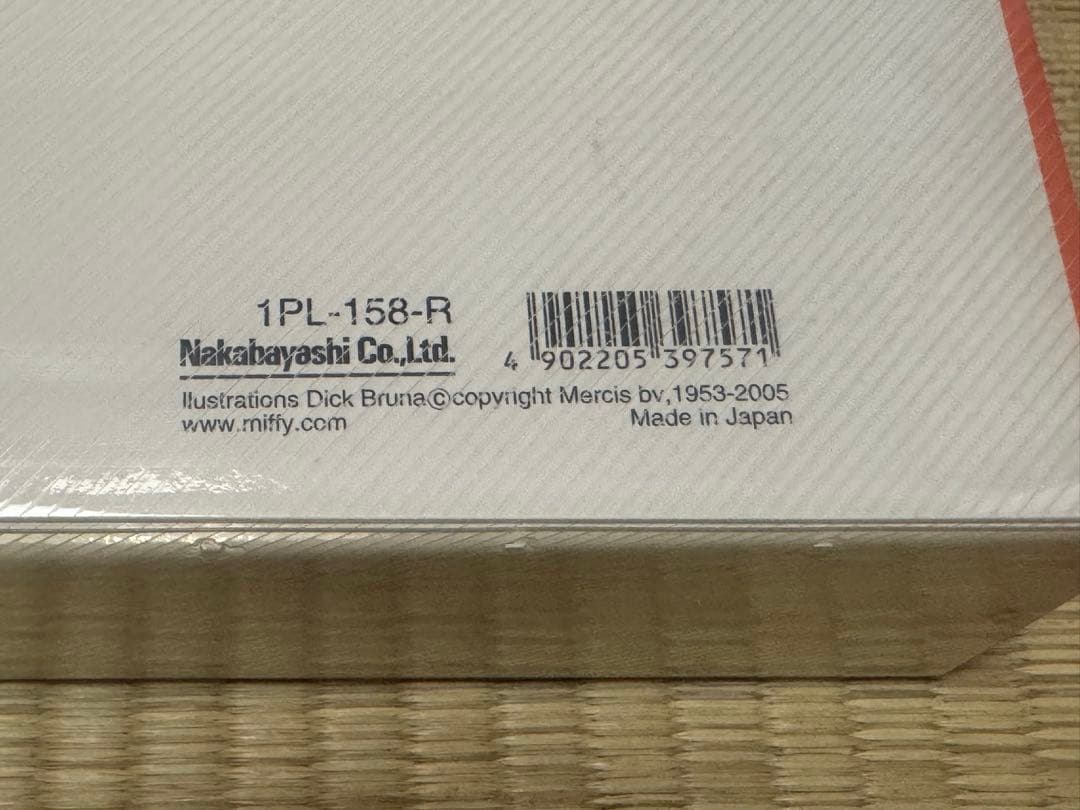 1PL-158-R
Nakabayashi Co.,Ltd.
4 902205 397571
Ilustrations Dick Bruna©copyright Mercis bv,1953-2005
www.miffy.com
Made in Japan